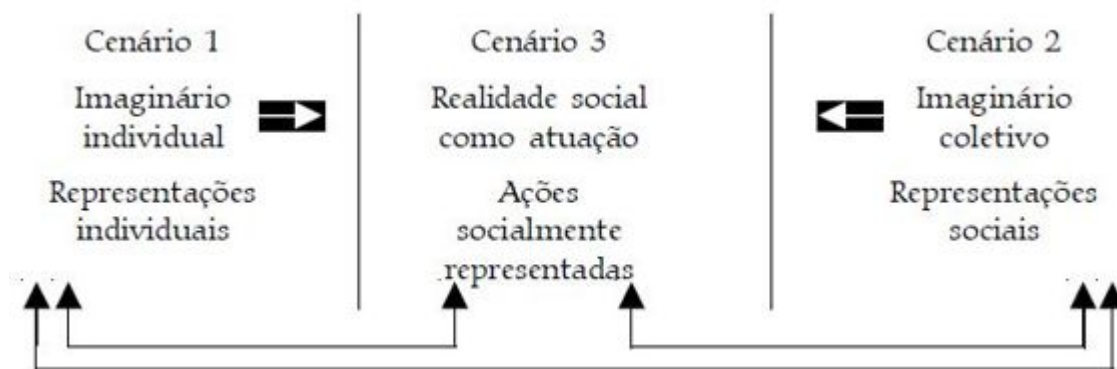 Cenário 1
Imaginário
individual
Representações
individuais
Cenário 3
Realidade social
como atuação
Ações
socialmente
representadas
Cenário 2
Imaginário
coletivo
Representações
sociais